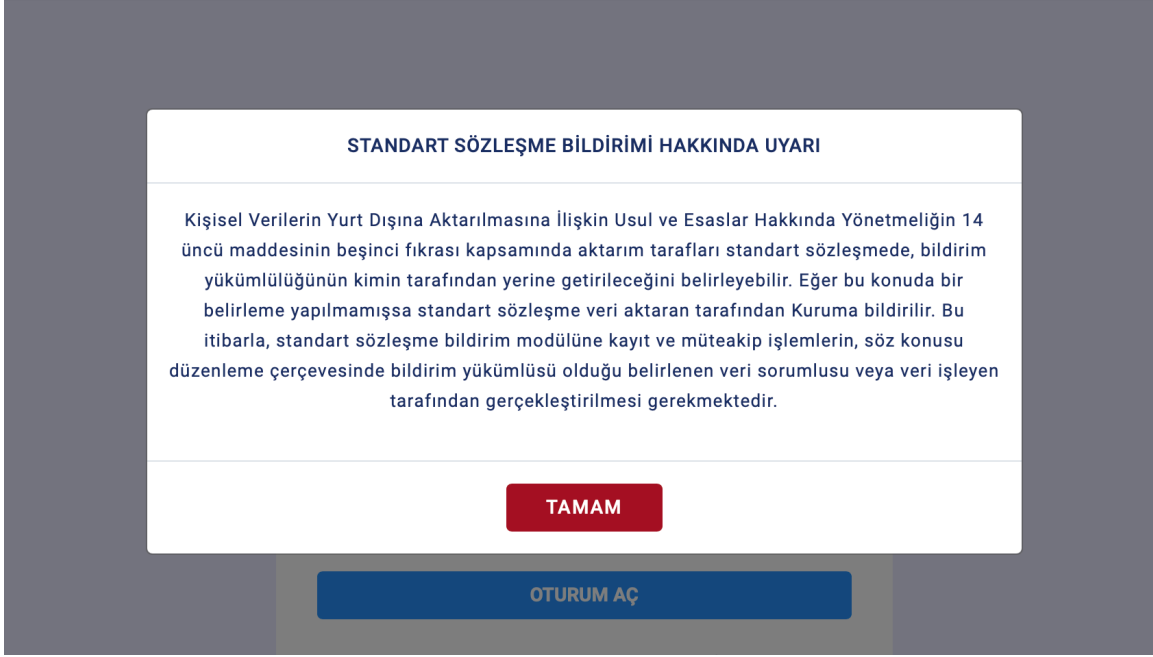 STANDART SÖZLEŞME BİLDİRİMİ HAKKINDA UYARI
Kişisel Verilerin Yurt Dışına Aktarılmasına İlişkin Usul ve Esaslar Hakkında Yönetmeliğin 14
üncü maddesinin beşinci fıkrası kapsamında aktarım tarafları standart sözleşmede, bildirim
yükümlülüğünün kimin tarafından yerine getirileceğini belirleyebilir. Eğer bu konuda bir
belirleme yapılmamışsa standart sözleşme veri aktaran tarafından Kuruma bildirilir. Bu
itibarla, standart sözleşme bildirim modülüne kayıt ve müteakip işlemlerin, söz konusu
düzenleme çerçevesinde bildirim yükümlüsü olduğu belirlenen veri sorumlusu veya veri işleyen
tarafından gerçekleştirilmesi gerekmektedir.
TAMAM
OTURUM AÇ